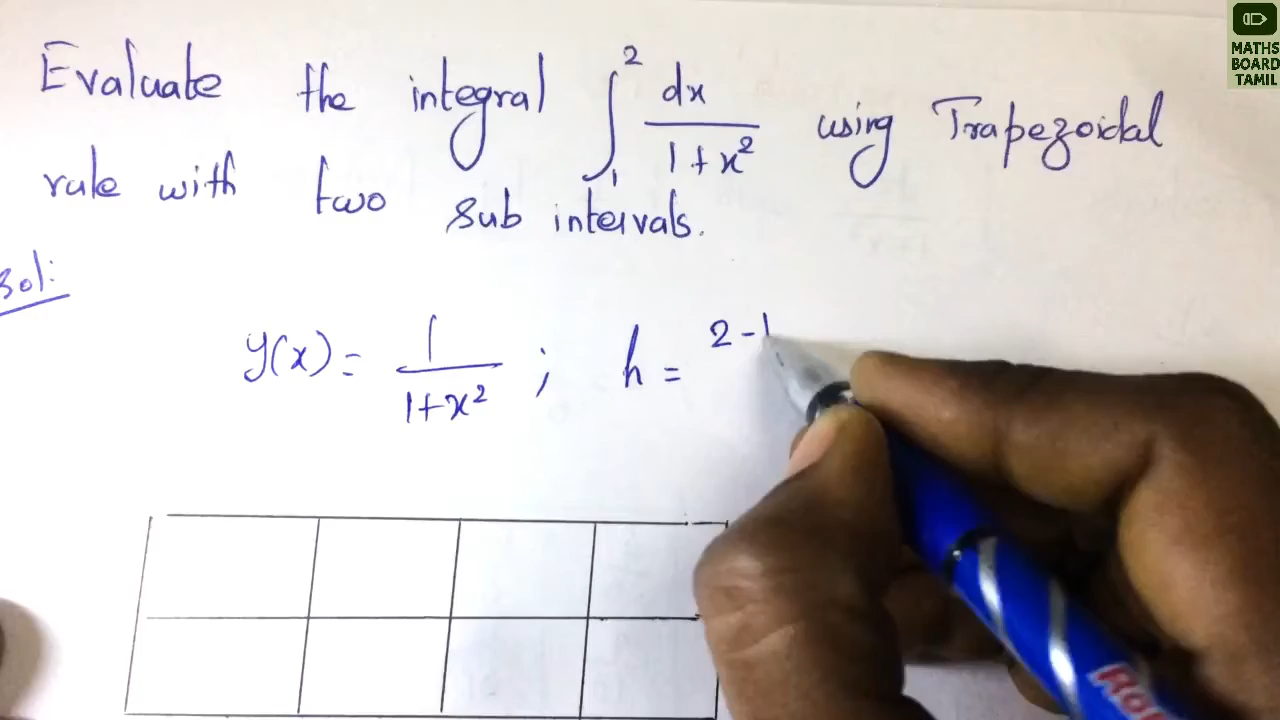 Evaluate the integral ∫₁² dx/(1+x²) using Trapezoidal
rule with two sub intervals.
sol:
y(x) = 1/(1+x²) ; h = 2-1
MATHS
BOARD
TAMIL